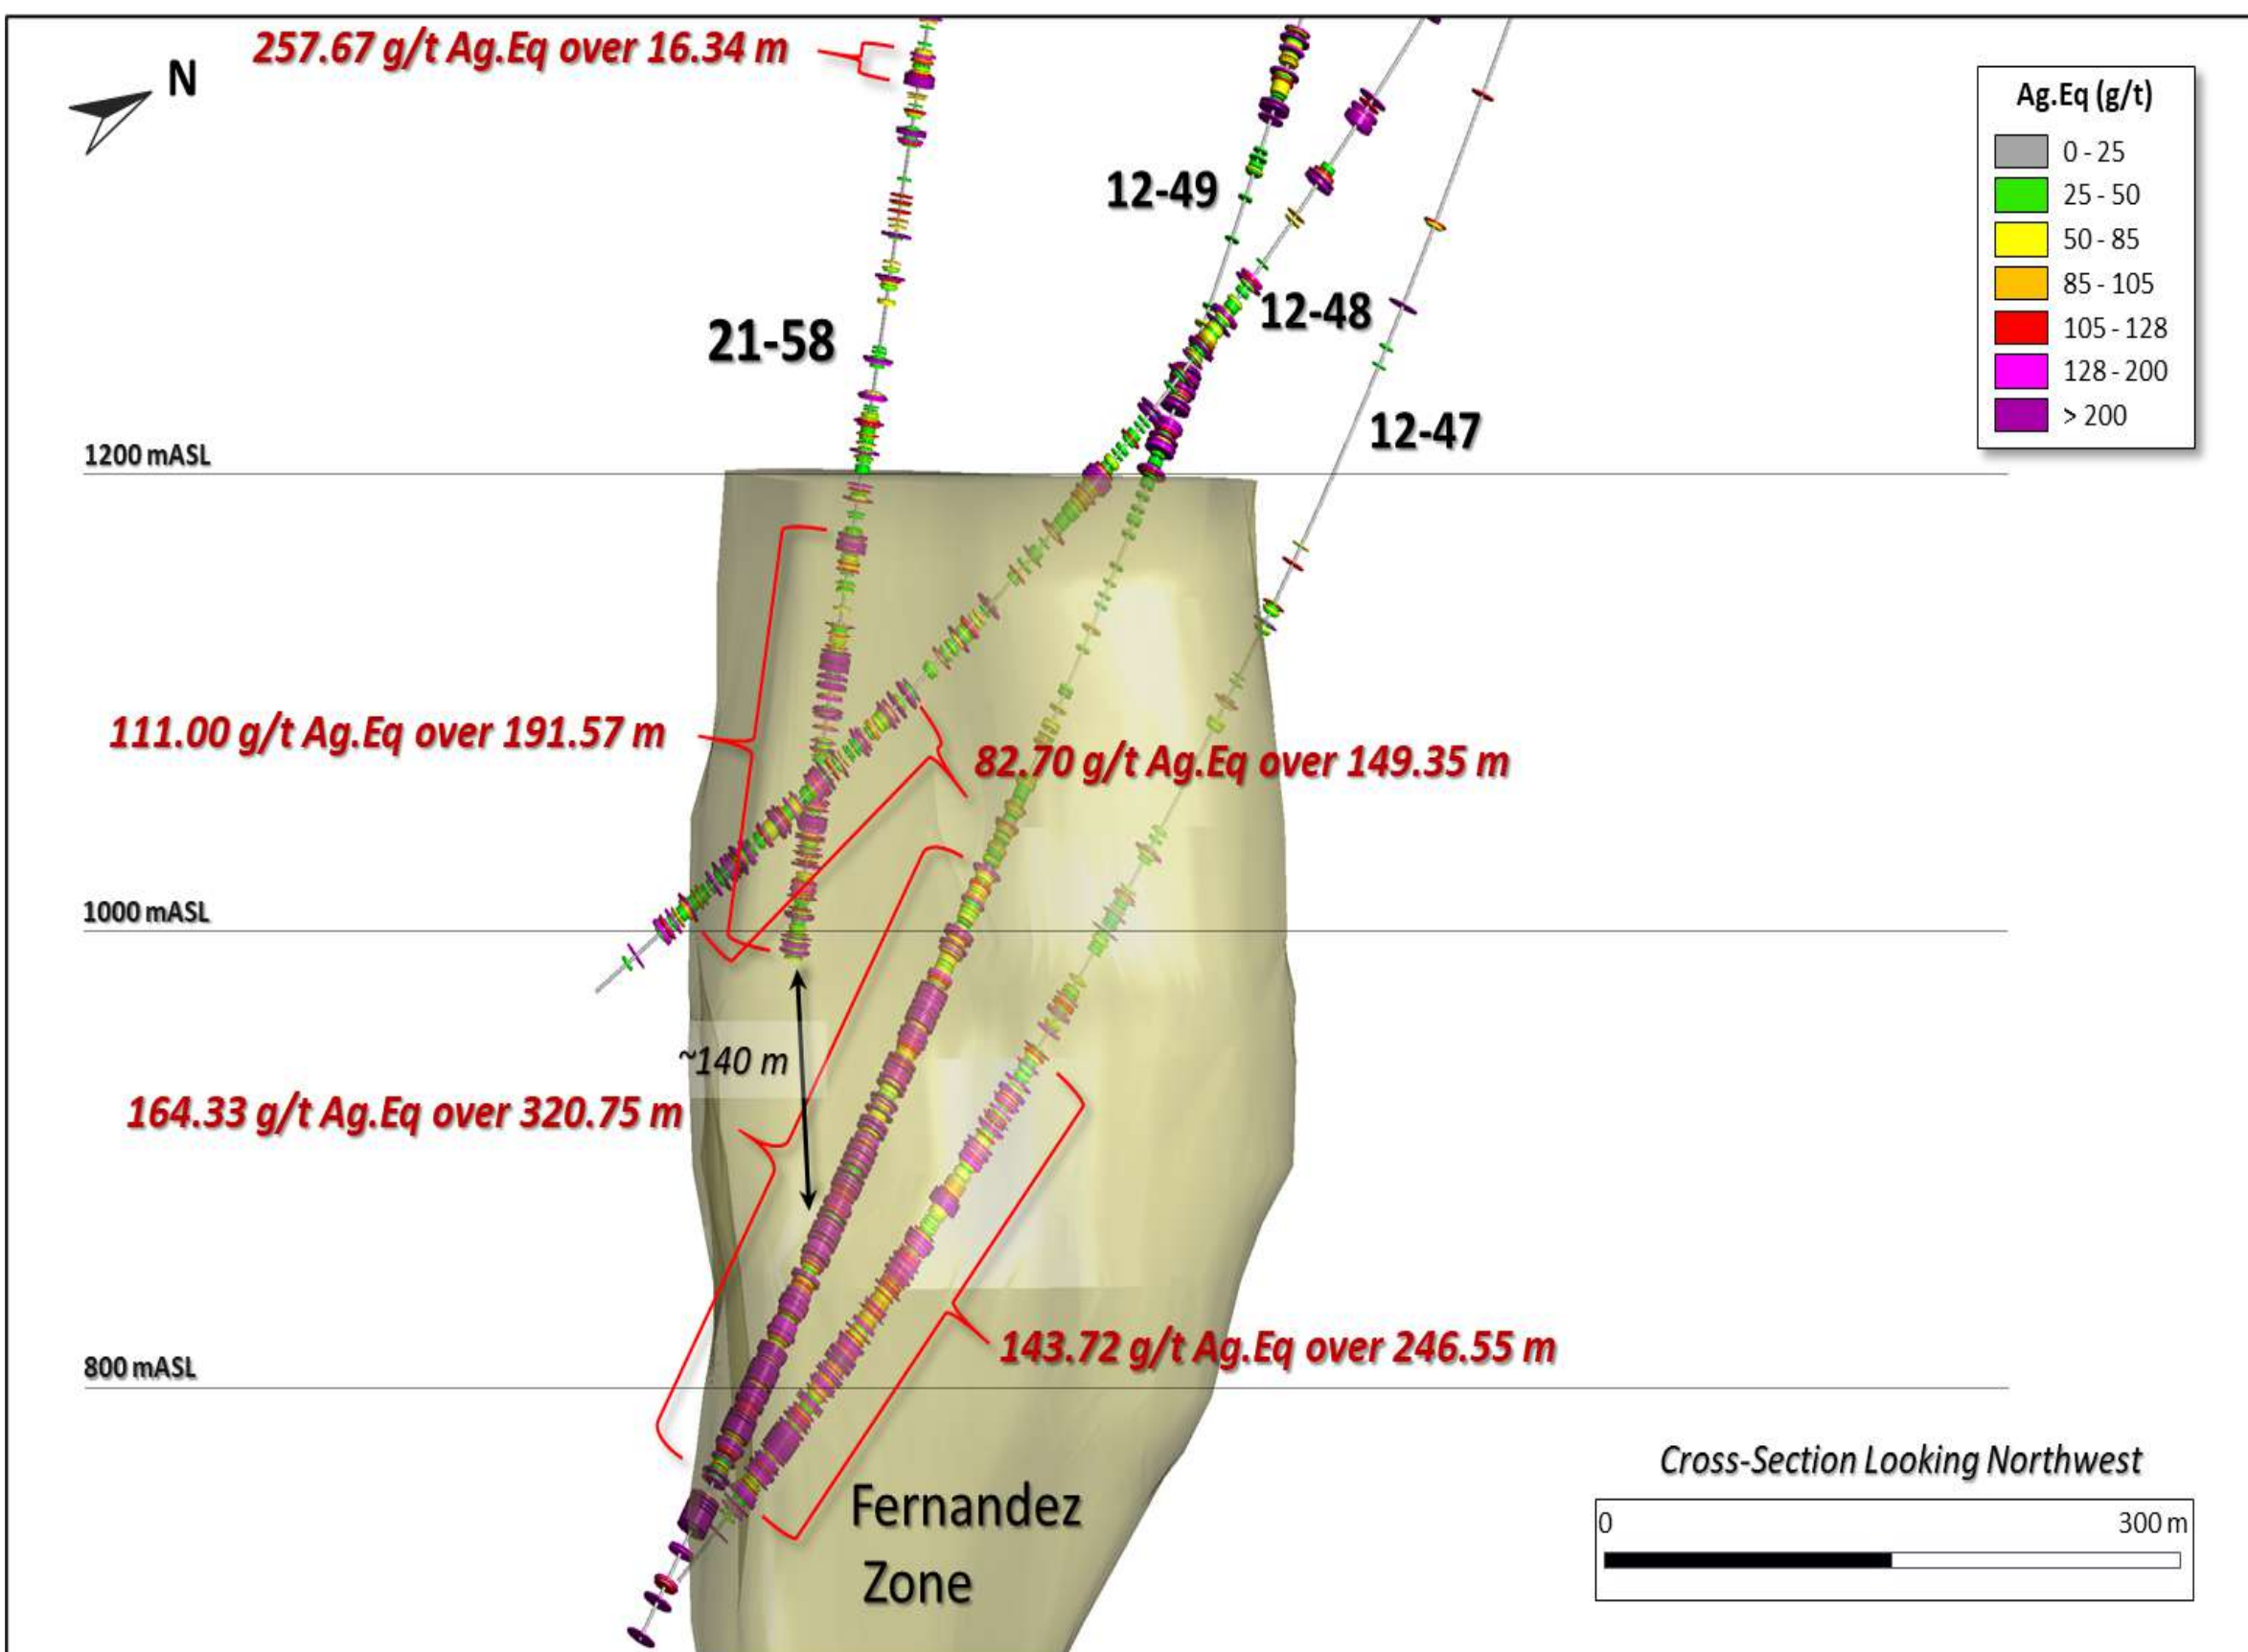 257.67 g/t Ag.Eq over 16.34 m
N
Ag.Eq (g/t)
0 - 25
25 - 50
50 - 85
85 - 105
105 - 128
128 - 200
> 200
12-49
12-48
21-58
12-47
1200 mASL
111.00 g/t Ag.Eq over 191.57 m
82.70 g/t Ag.Eq over 149.35 m
1000 mASL
~140 m
164.33 g/t Ag.Eq over 320.75 m
143.72 g/t Ag.Eq over 246.55 m
800 mASL
Fernandez
Zone
Cross-Section Looking Northwest
0 300 m